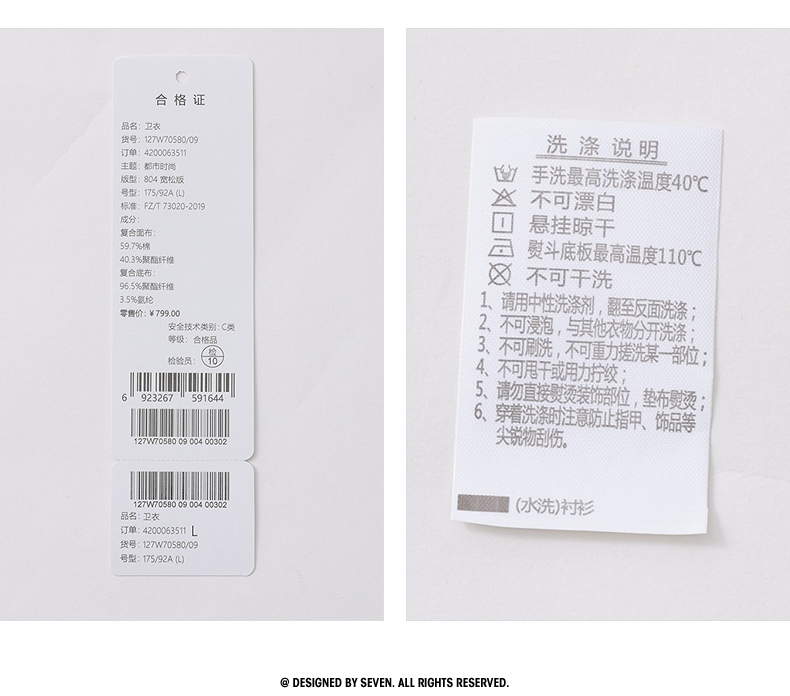 合格证
品名：卫衣
货号：127W70580/09
订单：4200063511
主题：都市时尚
版型：804 宽松版
号型：175/92A (L)
标准：FZ/T 73020-2019
成分：
复合面布：
59.7%棉
40.3%聚酯纤维
复合底布：
96.5%聚酯纤维
3.5%氨纶
零售价：¥799.00
安全技术类别：C类
等级：合格品
检验员：检10
6 923267 591644
127W70580 09 004 00302
127W70580 09 004 00302
品名：卫衣
订单：4200063511 L
货号：127W70580/09
号型：175/92A (L)
洗涤说明
手洗最高洗涤温度40℃
不可漂白
悬挂晾干
熨斗底板最高温度110℃
不可干洗
1、请用中性洗涤剂，翻至反面洗涤；
2、不可浸泡，与其他衣物分开洗涤；
3、不可刷洗，不可重力搓洗某一部位；
4、不可甩干或用力拧绞；
5、请勿直接熨烫装饰部位，垫布熨烫；
6、穿着洗涤时注意防止指甲、饰品等
尖锐物刮伤。
(水洗)衬衫
@ DESIGNED BY SEVEN. ALL RIGHTS RESERVED.